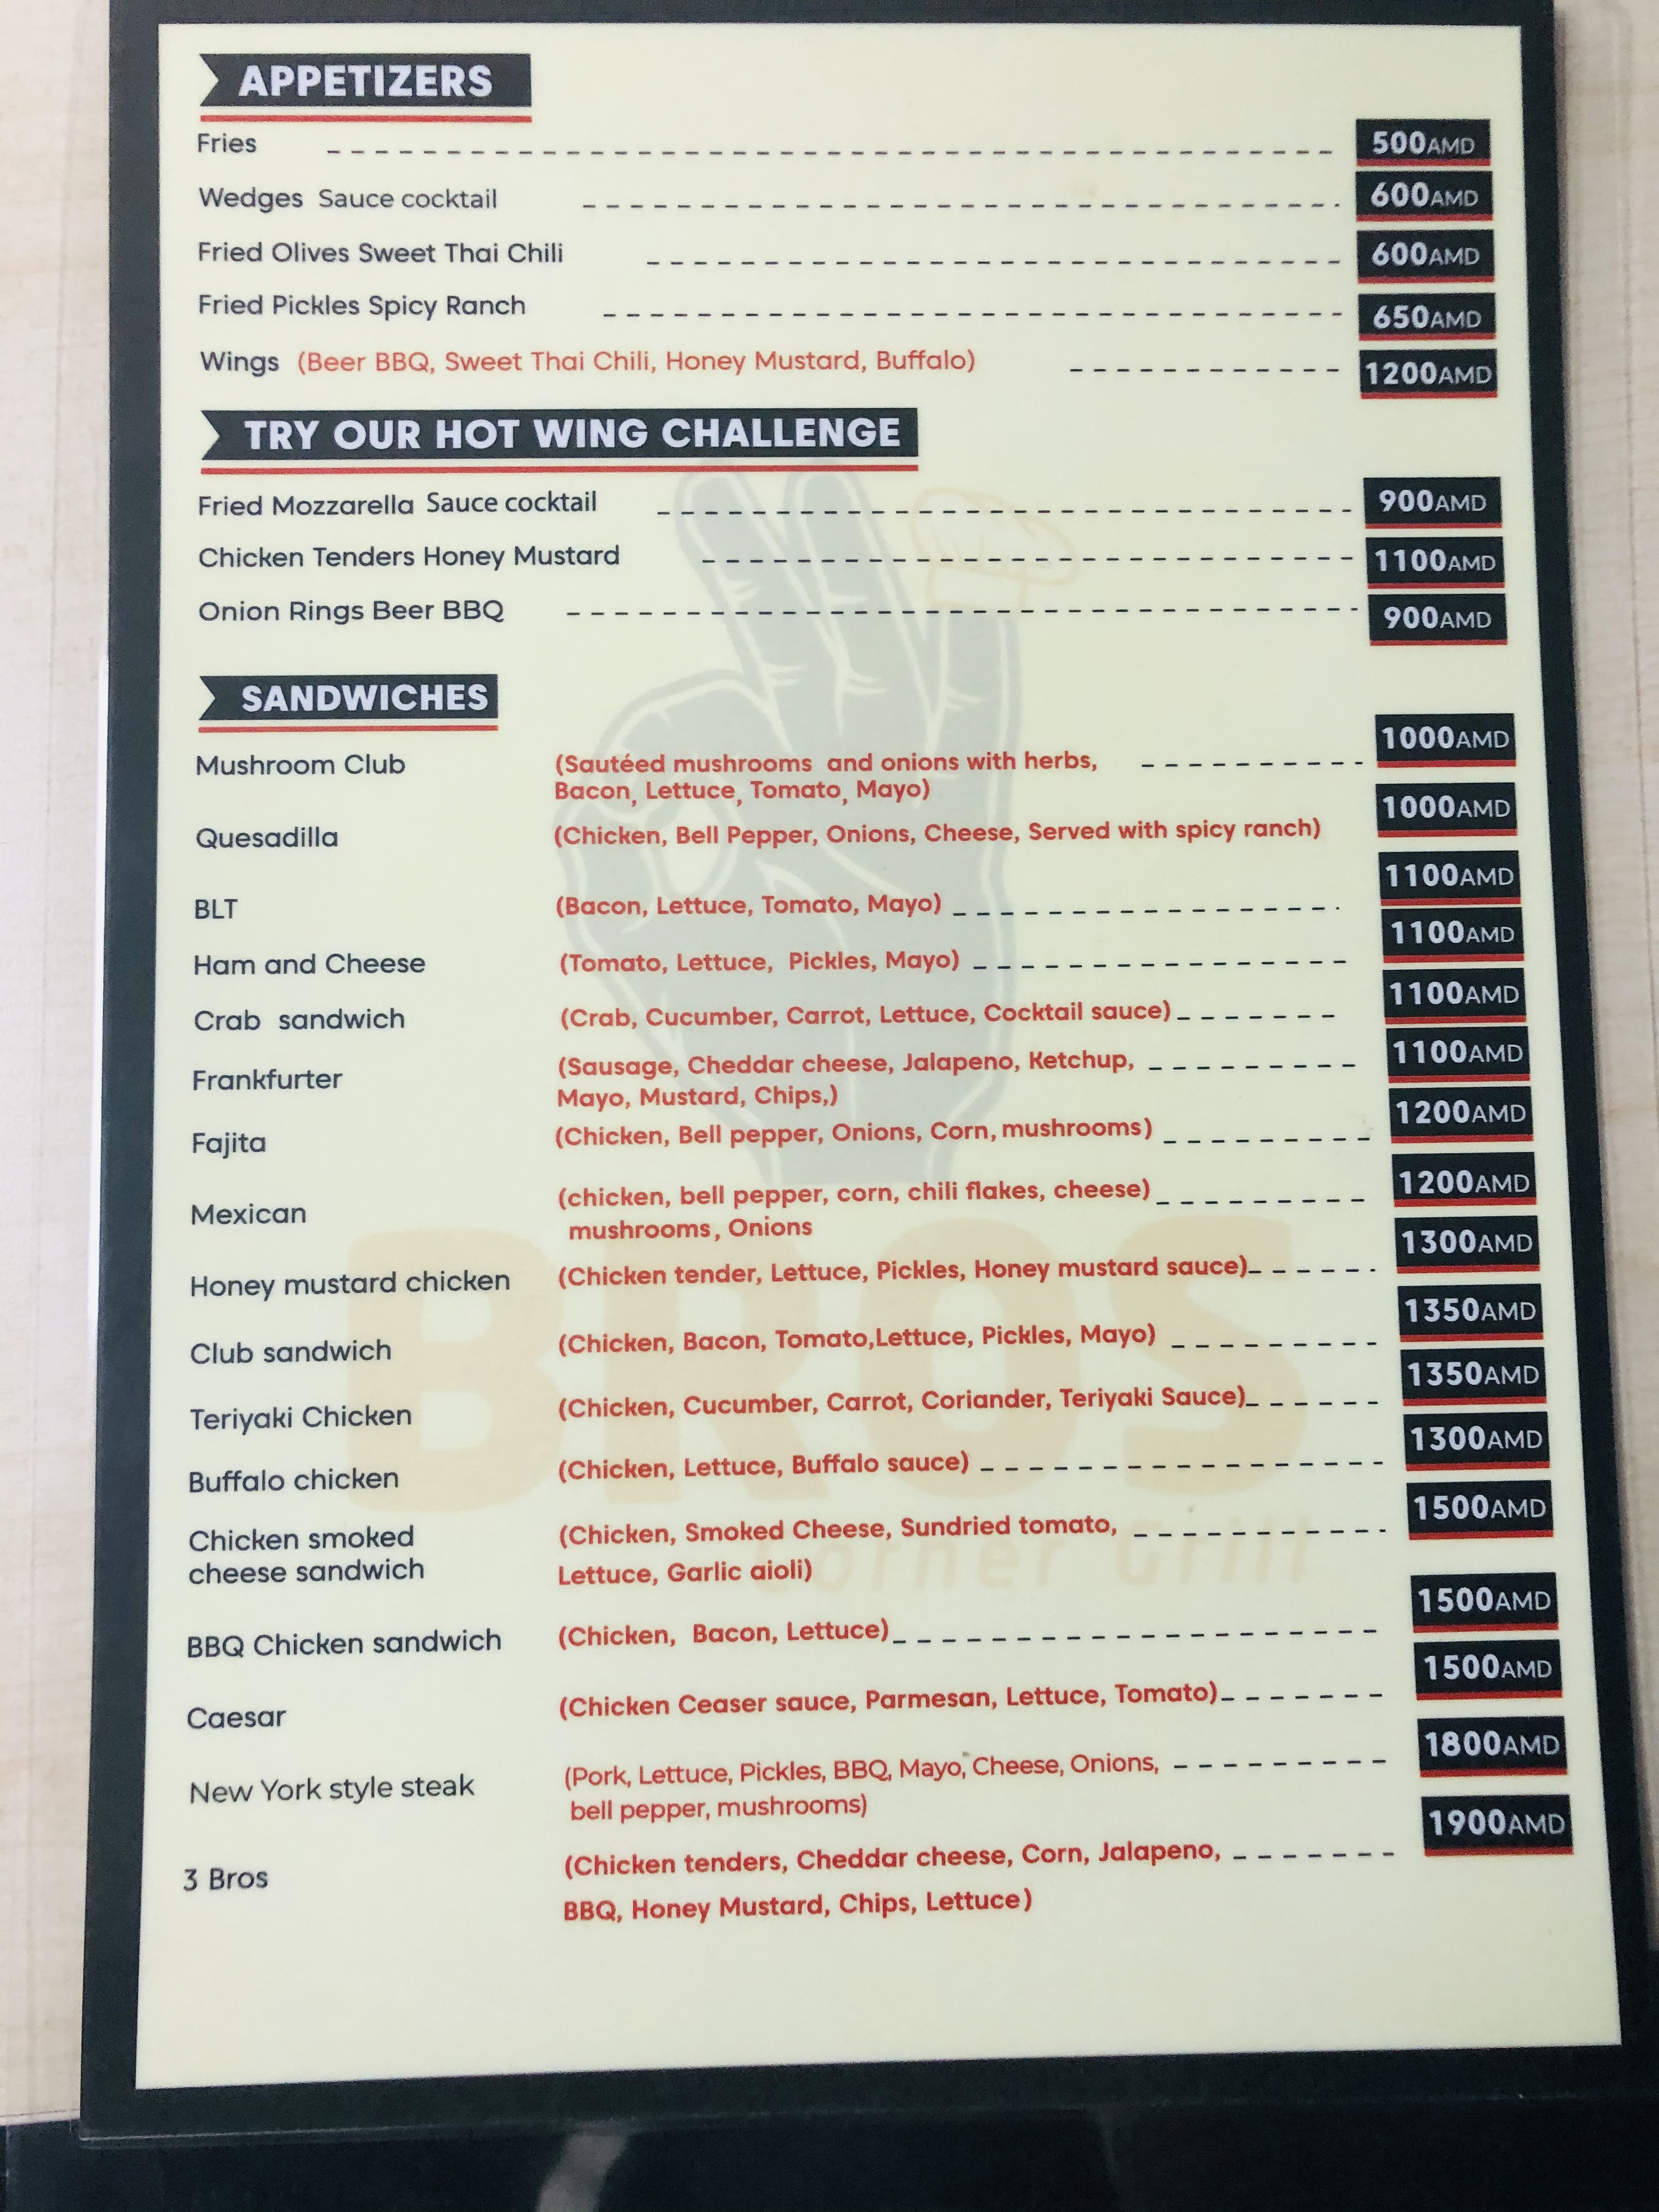 APPETIZERS
Fries 500AMD
Wedges Sauce cocktail 600AMD
Fried Olives Sweet Thai Chili 600AMD
Fried Pickles Spicy Ranch 650AMD
Wings (Beer BBQ, Sweet Thai Chili, Honey Mustard, Buffalo) 1200AMD
TRY OUR HOT WING CHALLENGE
Fried Mozzarella Sauce cocktail 900AMD
Chicken Tenders Honey Mustard 1100AMD
Onion Rings Beer BBQ 900AMD
SANDWICHES
Mushroom Club (Sautéed mushrooms and onions with herbs, 1000AMD
Bacon, Lettuce, Tomato, Mayo)
Quesadilla (Chicken, Bell Pepper, Onions, Cheese, Served with spicy ranch) 1000AMD
BLT (Bacon, Lettuce, Tomato, Mayo) 1100AMD
Ham and Cheese (Tomato, Lettuce, Pickles, Mayo) 1100AMD
Crab sandwich (Crab, Cucumber, Carrot, Lettuce, Cocktail sauce) 1100AMD
Frankfurter (Sausage, Cheddar cheese, Jalapeno, Ketchup, 1100AMD
Mayo, Mustard, Chips,)
Fajita (Chicken, Bell pepper, Onions, Corn, mushrooms) 1200AMD
Mexican (chicken, bell pepper, corn, chili flakes, cheese) 1200AMD
mushrooms, Onions
Honey mustard chicken (Chicken tender, Lettuce, Pickles, Honey mustard sauce) 1300AMD
Club sandwich (Chicken, Bacon, Tomato,Lettuce, Pickles, Mayo) 1350AMD
Teriyaki Chicken (Chicken, Cucumber, Carrot, Coriander, Teriyaki Sauce) 1350AMD
Buffalo chicken (Chicken, Lettuce, Buffalo sauce) 1300AMD
Chicken smoked (Chicken, Smoked Cheese, Sundried tomato, 1500AMD
cheese sandwich Lettuce, Garlic aioli)
BBQ Chicken sandwich (Chicken, Bacon, Lettuce) 1500AMD
Caesar (Chicken Ceaser sauce, Parmesan, Lettuce, Tomato) 1500AMD
New York style steak (Pork, Lettuce, Pickles, BBQ, Mayo, Cheese, Onions, 1800AMD
bell pepper, mushrooms)
3 Bros (Chicken tenders, Cheddar cheese, Corn, Jalapeno, 1900AMD
BBQ, Honey Mustard, Chips, Lettuce)
BROS
Corner Grill